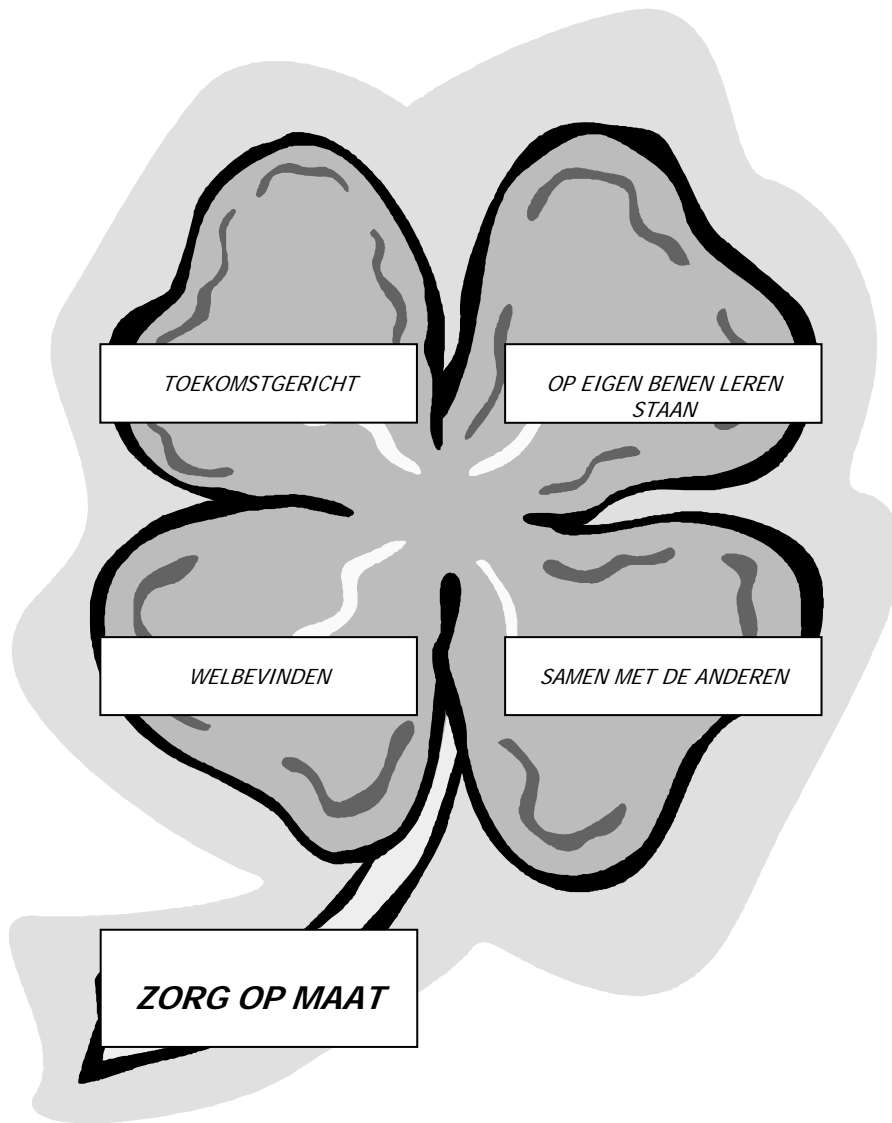 TOEKOMSTGERICHT
OP EIGEN BENEN LEREN
STAAN
WELBEVINDEN
SAMEN MET DE ANDEREN
ZORG OP MAAT